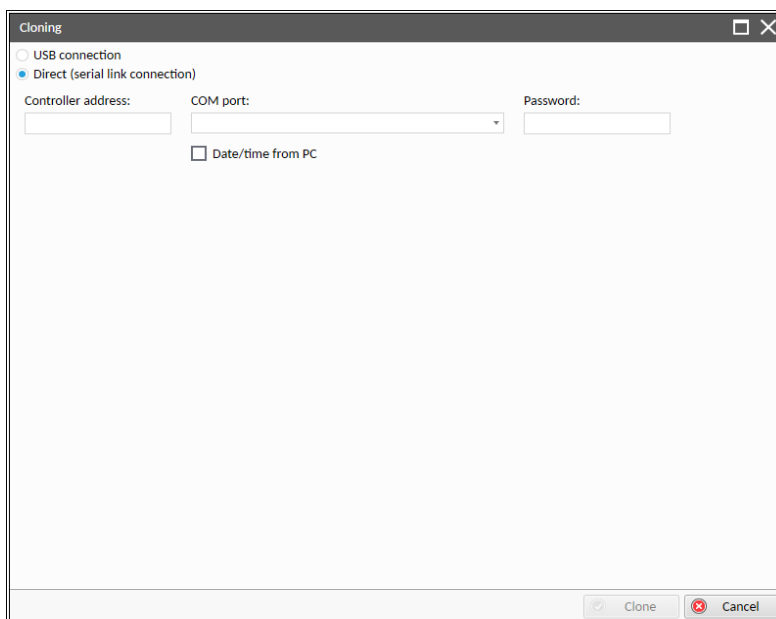 Cloning
USB connection
Direct (serial link connection)
Controller address: COM port: Password:
Date/time from PC
Clone Cancel